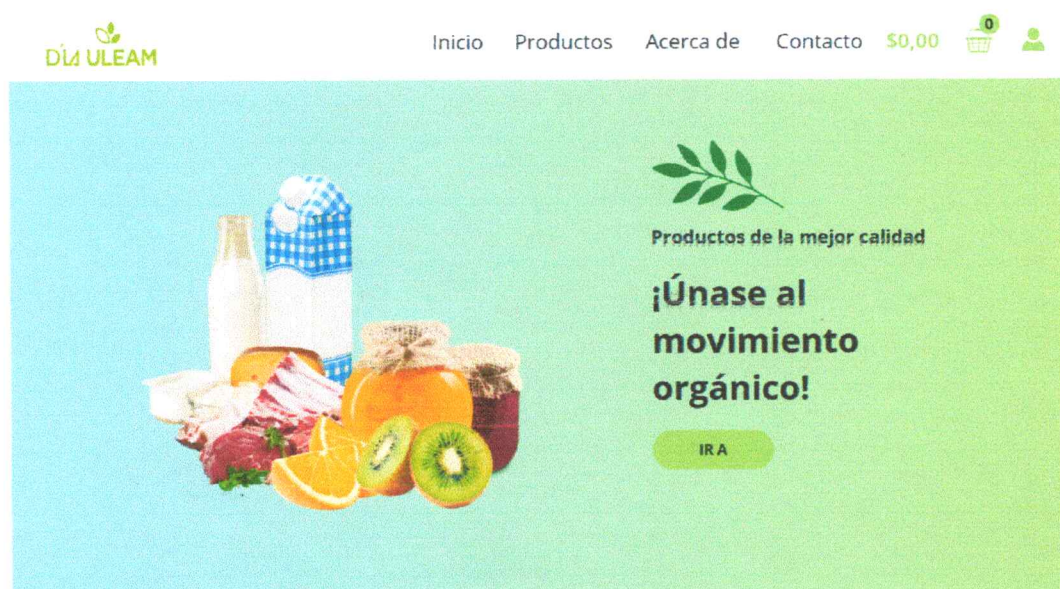 DÍA ULEAM
Inicio Productos Acerca de Contacto $0,00 0
Productos de la mejor calidad
¡Únase al
movimiento
orgánico!
IR A